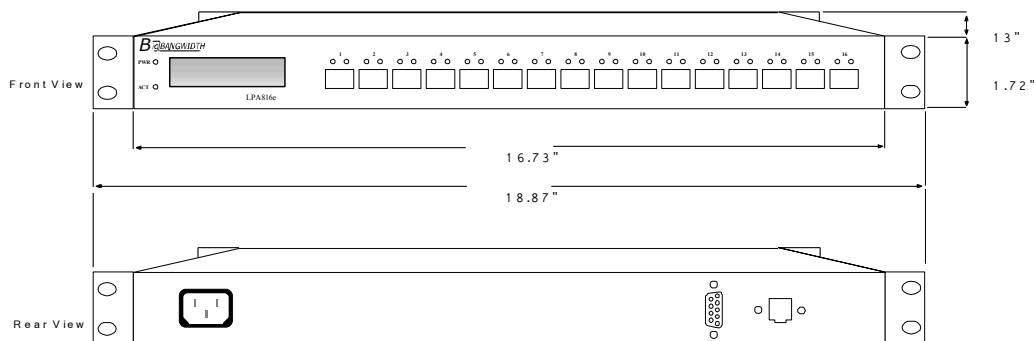 13"
BigBANGWIDTH
PWR
1 2 3 4 5 6 7 8 9 10 11 12 13 14 15 16
Front View
1.72"
ACT
LPA816e
16.73"
18.87"
Rear View